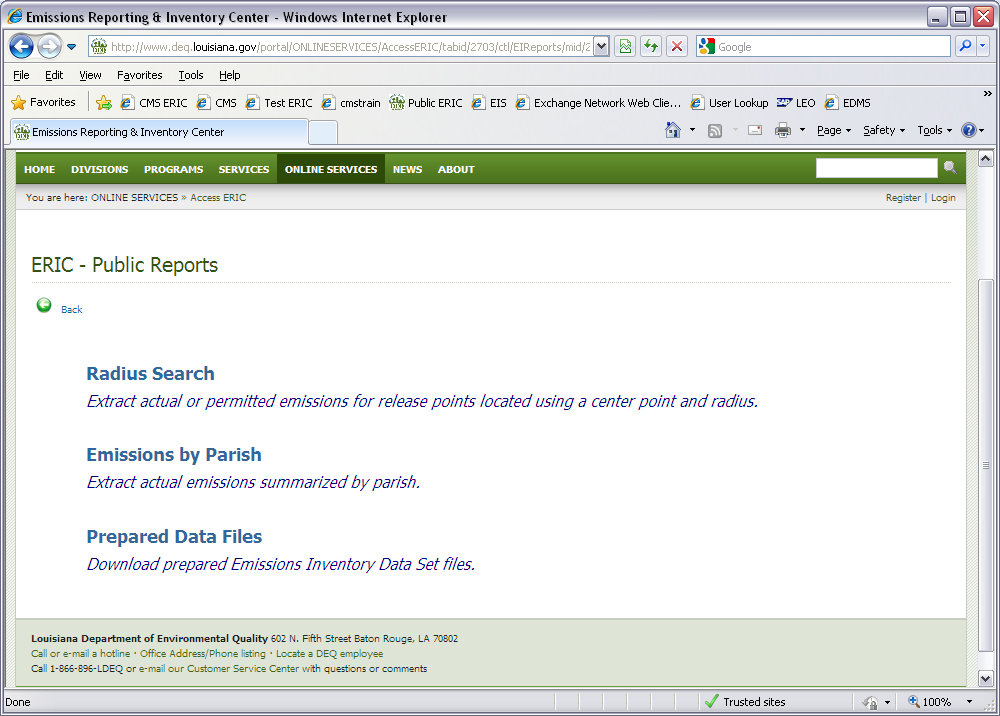 Emissions Reporting & Inventory Center - Windows Internet Explorer
http://www.deq.louisiana.gov/portal/ONLINESERVICES/AccessERIC/tabid/2703/ctl/EIReports/mid/2
Google
File Edit View Favorites Tools Help
Favorites CMS ERIC CMS Test ERIC cmstrain Public ERIC EIS Exchange Network Web Clie... User Lookup LEO EDMS »
Emissions Reporting & Inventory Center
Page Safety Tools
HOME DIVISIONS PROGRAMS SERVICES ONLINE SERVICES NEWS ABOUT
You are here: ONLINE SERVICES » Access ERIC
Register | Login
ERIC - Public Reports
Back
Radius Search
Extract actual or permitted emissions for release points located using a center point and radius.
Emissions by Parish
Extract actual emissions summarized by parish.
Prepared Data Files
Download prepared Emissions Inventory Data Set files.
Louisiana Department of Environmental Quality 602 N. Fifth Street Baton Rouge, LA 70802
Call or e-mail a hotline · Office Address/Phone listing · Locate a DEQ employee
Call 1-866-896-LDEQ or e-mail our Customer Service Center with questions or comments
Done
Trusted sites
100%